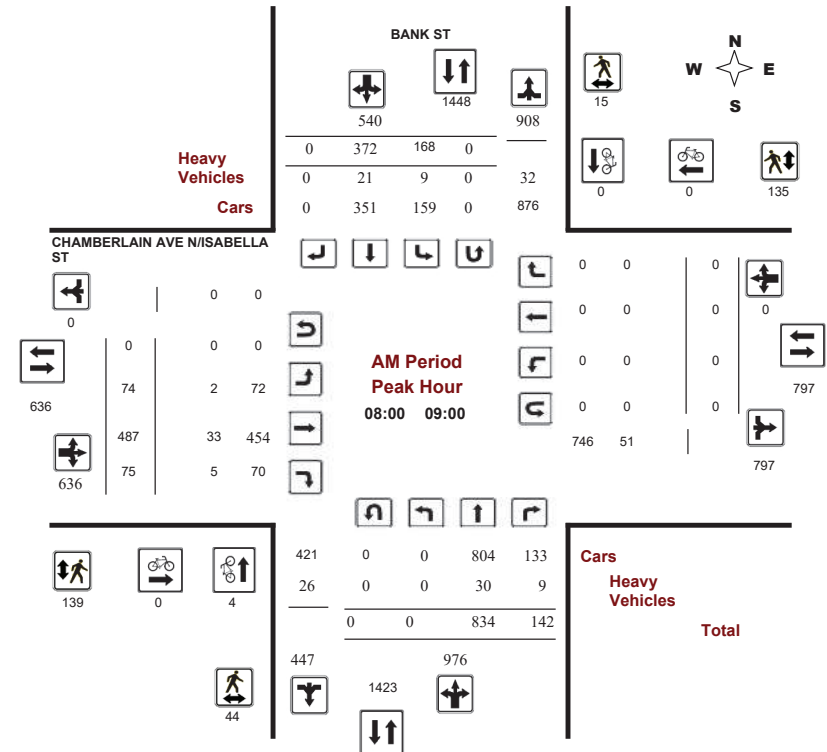 BANK ST
N
W E
S
1448
15
540 908
0 372 168 0
Heavy
Vehicles 0 21 9 0 32
Cars 0 351 159 0 876
0 0 135
CHAMBERLAIN AVE N/ISABELLA
ST
0 0 0 0 0
0 0 0 0
0 0 0 0
636 74 2 72 0 0 0 797
AM Period
Peak Hour
08:00 09:00
0 0 0
487 33 454 746 51
636 75 5 70 797
421 0 0 804 133 Cars
26 0 0 30 9 Heavy
Vehicles
139 0 4
0 0 834 142 Total
447 976
1423
44